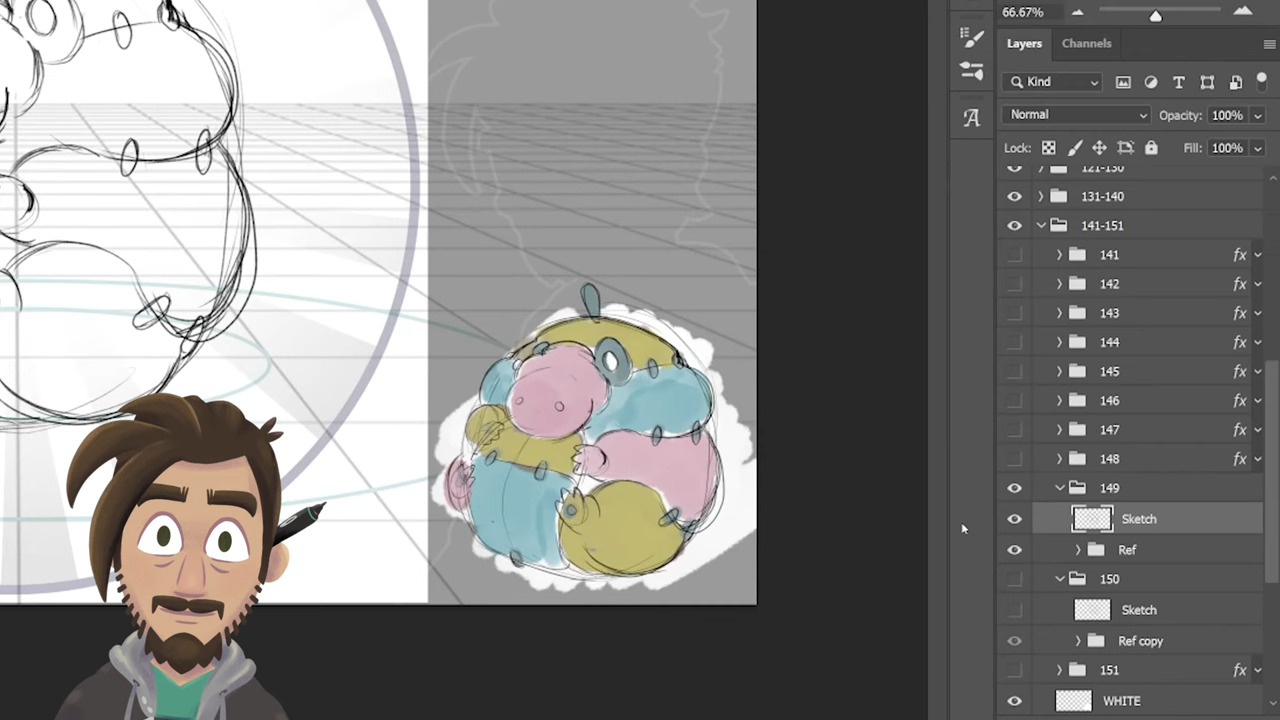 66.67%
Layers Channels
Kind
Normal Opacity: 100%
Lock: Fill: 100%
121-130
131-140
141-151
141 fx
142 fx
143 fx
144 fx
145 fx
146 fx
147 fx
148 fx
149
Sketch
Ref
150
Sketch
Ref copy
151 fx
WHITE